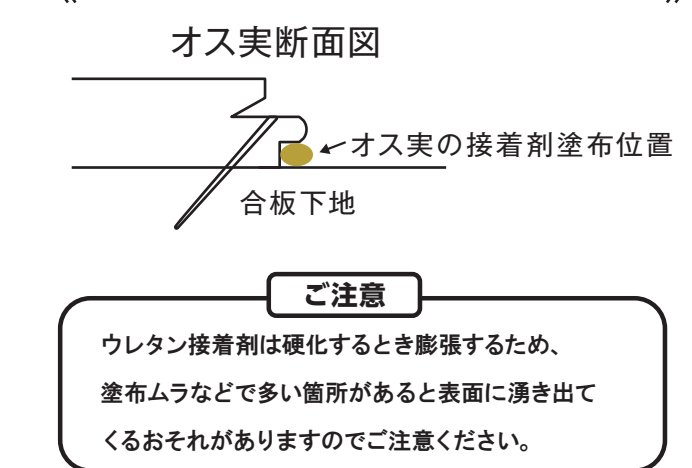 オス実断面図
オス実の接着剤塗布位置
合板下地
ご注意
ウレタン接着剤は硬化するとき膨張するため、
塗布ムラなどで多い箇所があると表面に湧き出て
くるおそれがありますのでご注意ください。